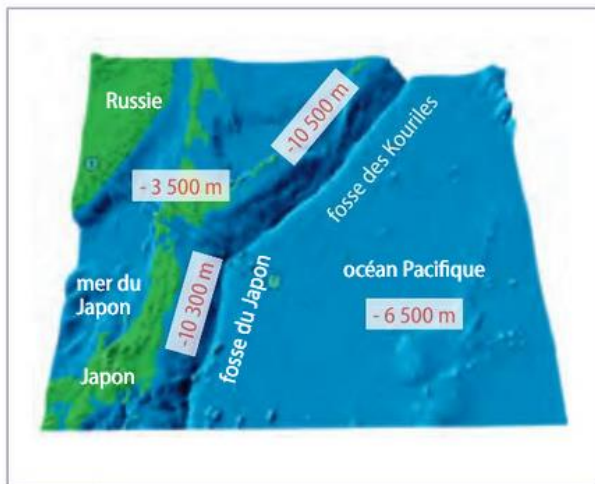 Russie
-10 500 m
fosse des Kouriles
- 3 500 m
mer du
Japon
-10 300 m
fosse du Japon
océan Pacifique
- 6 500 m
Japon